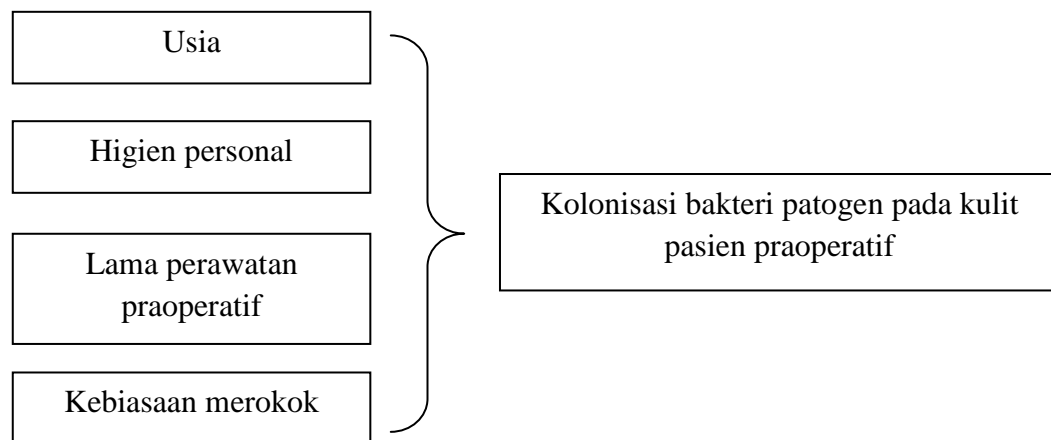 Usia
Higien personal
Lama perawatan
praoperatif
Kebiasaan merokok
Kolonisasi bakteri patogen pada kulit
pasien praoperatif